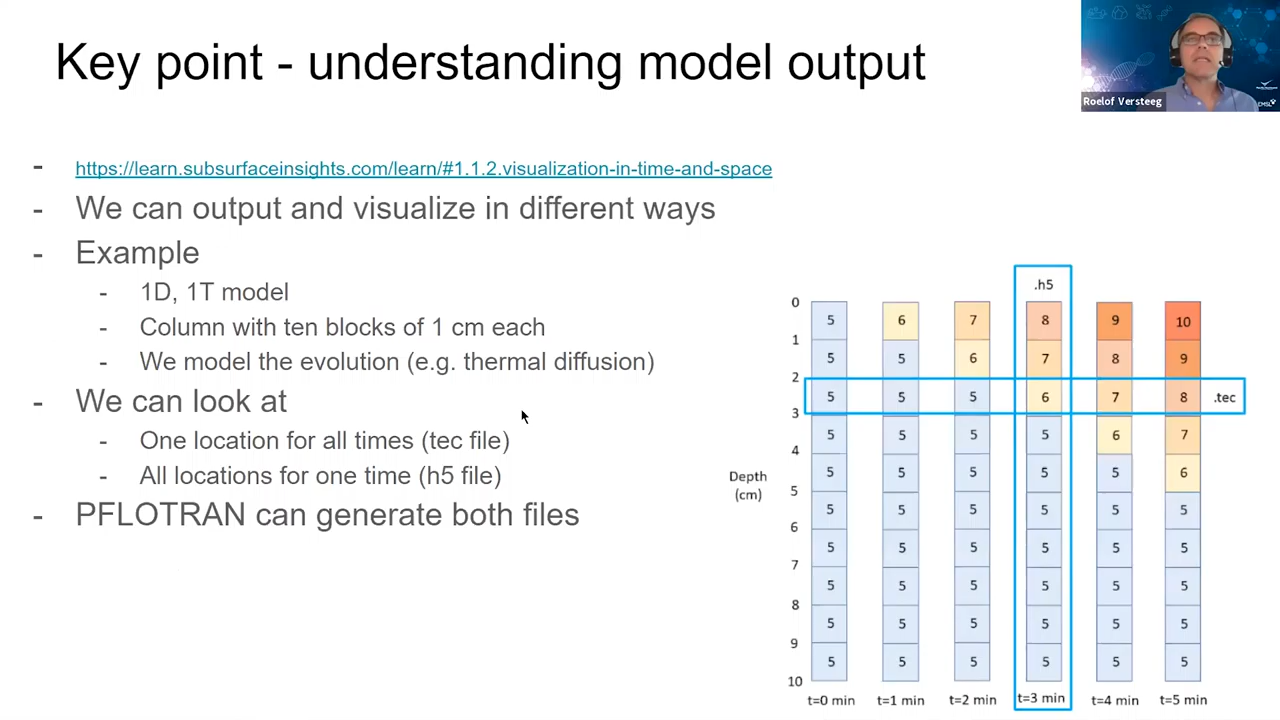 Key point - understanding model output
Roelof Versteeg
EMSL
- https://learn.subsurfaceinsights.com/learn/#1.1.2.visualization-in-time-and-space
- We can output and visualize in different ways
- Example
- 1D, 1T model
- Column with ten blocks of 1 cm each
- We model the evolution (e.g. thermal diffusion)
- We can look at
- One location for all times (tec file)
- All locations for one time (h5 file)
- PFLOTRAN can generate both files
.h5
0
5 6 7 8 9 10
1
5 5 6 7 8 9
2
5 5 5 6 7 8 .tec
3
5 5 5 5 6 7
4
Depth
(cm)
5 5 5 5 5 6
5
5 5 5 5 5 5
6
5 5 5 5 5 5
7
5 5 5 5 5 5
8
5 5 5 5 5 5
9
5 5 5 5 5 5
10
t=0 min t=1 min t=2 min t=3 min t=4 min t=5 min